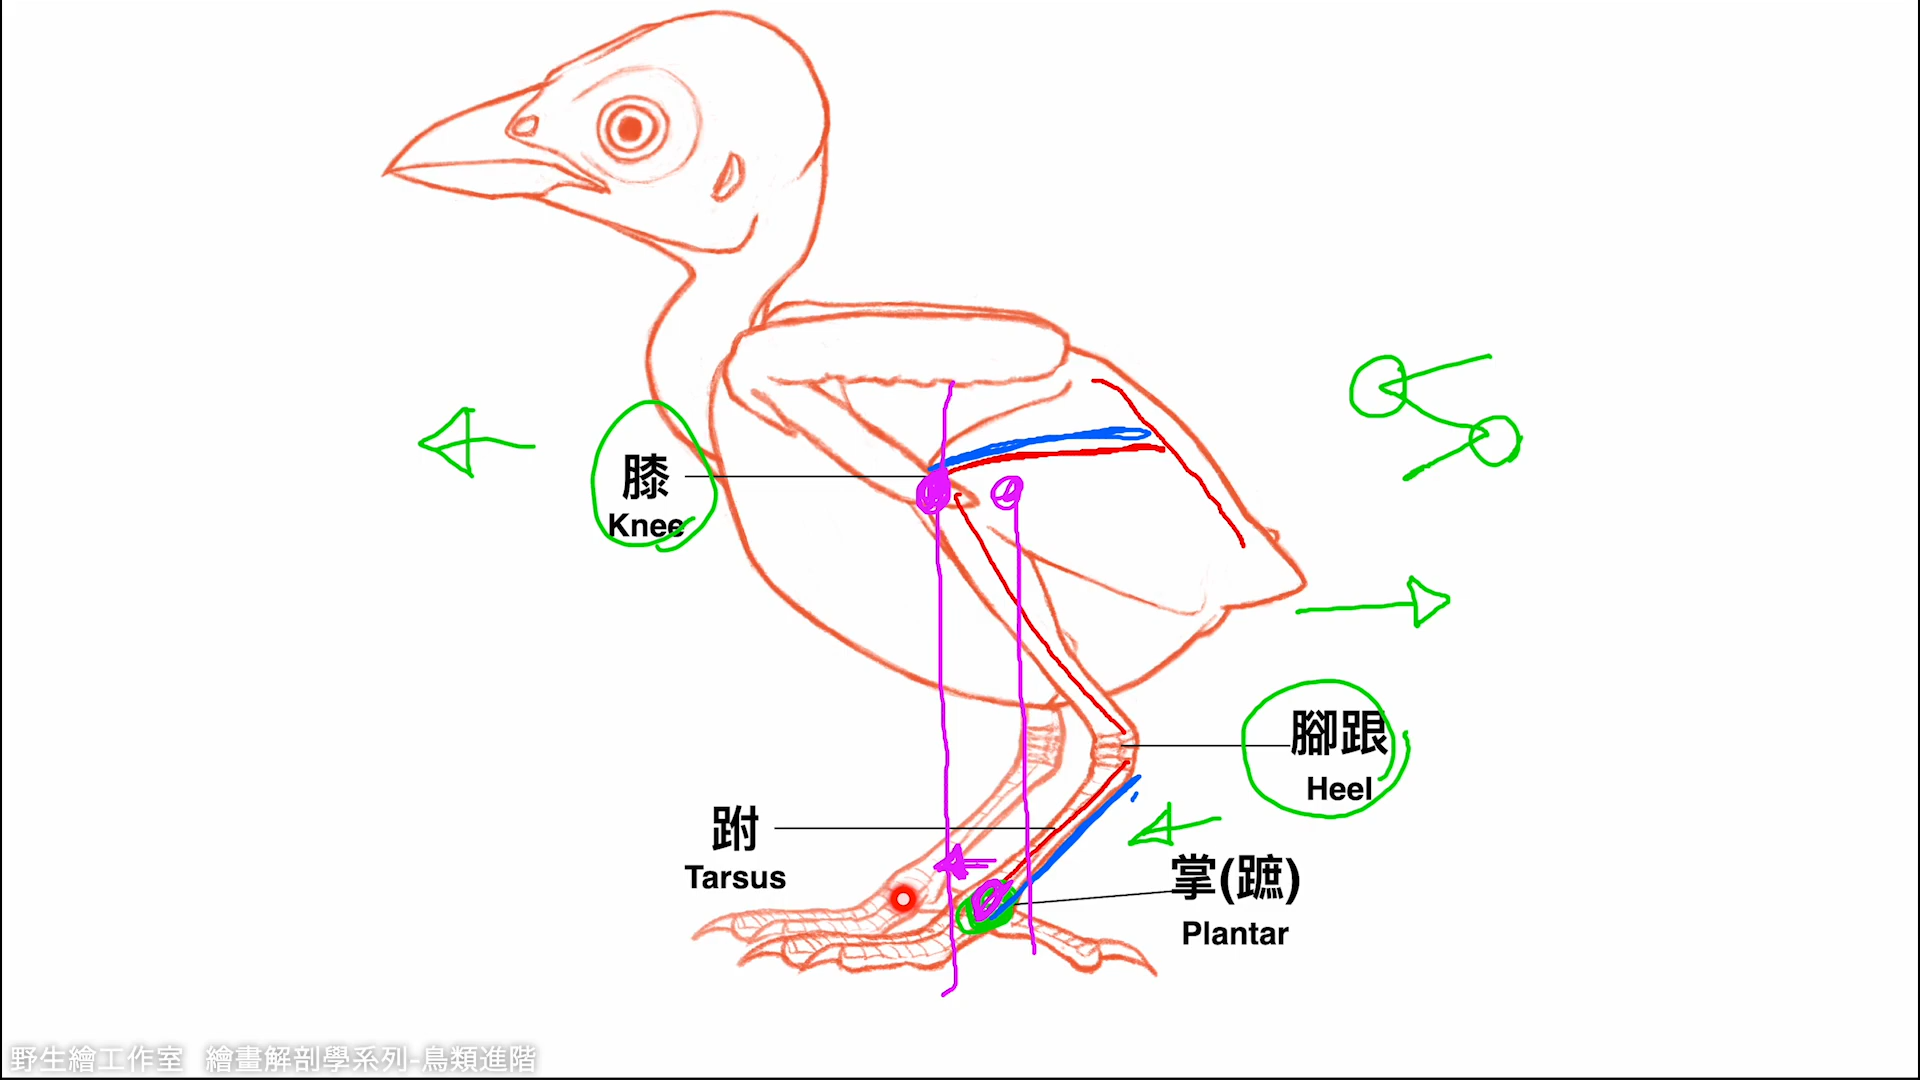 膝
Knee
腳跟
Heel
跗
Tarsus
掌(蹠)
Plantar
野生繪工作室 繪畫解剖學系列-鳥類進階